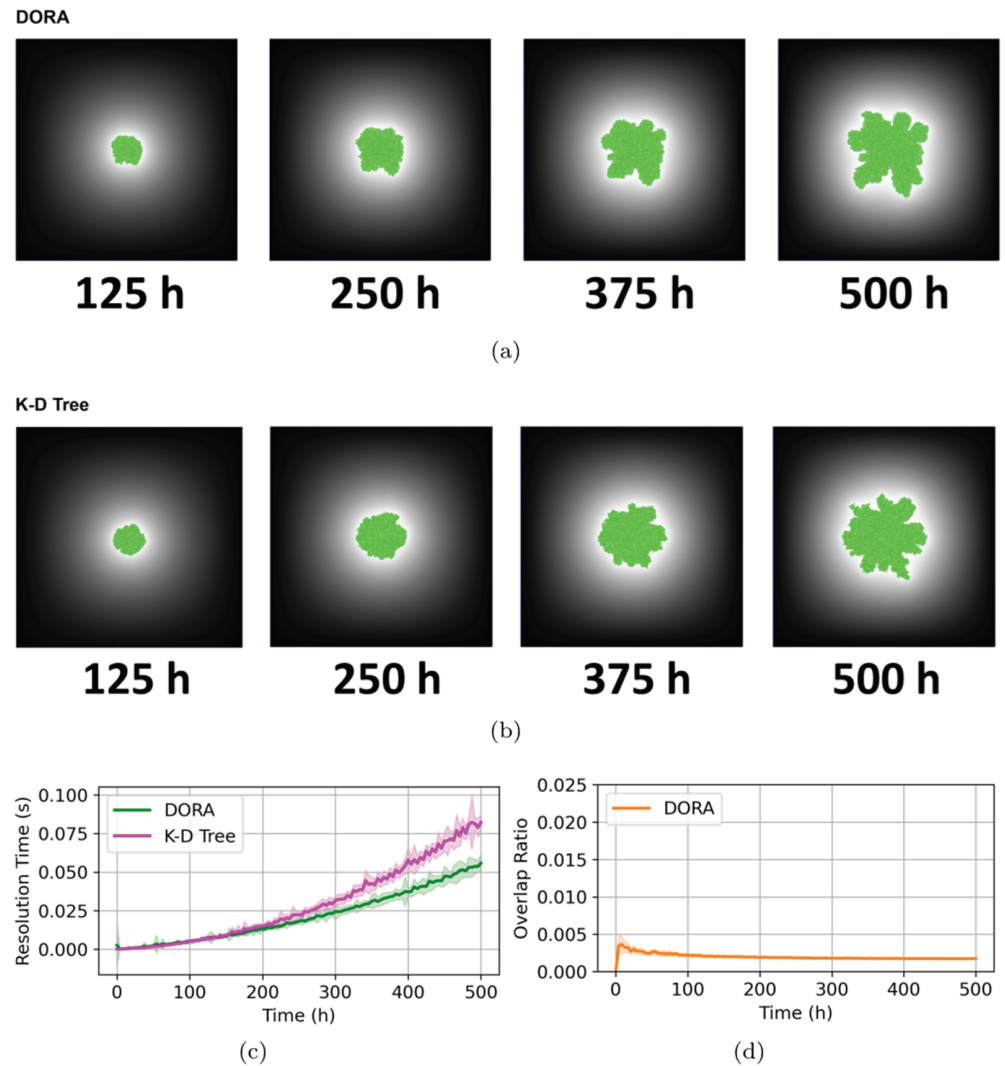 DORA
125 h 250 h 375 h 500 h
(a)
K-D Tree
125 h 250 h 375 h 500 h
(b)
Resolution Time (s)
0.100
0.075
0.050
0.025
0.000
DORA
K-D Tree
0 100 200 300 400 500
Time (h)
(c)
Overlap Ratio
0.025
0.020
0.015
0.010
0.005
0.000
DORA
0 100 200 300 400 500
Time (h)
(d)